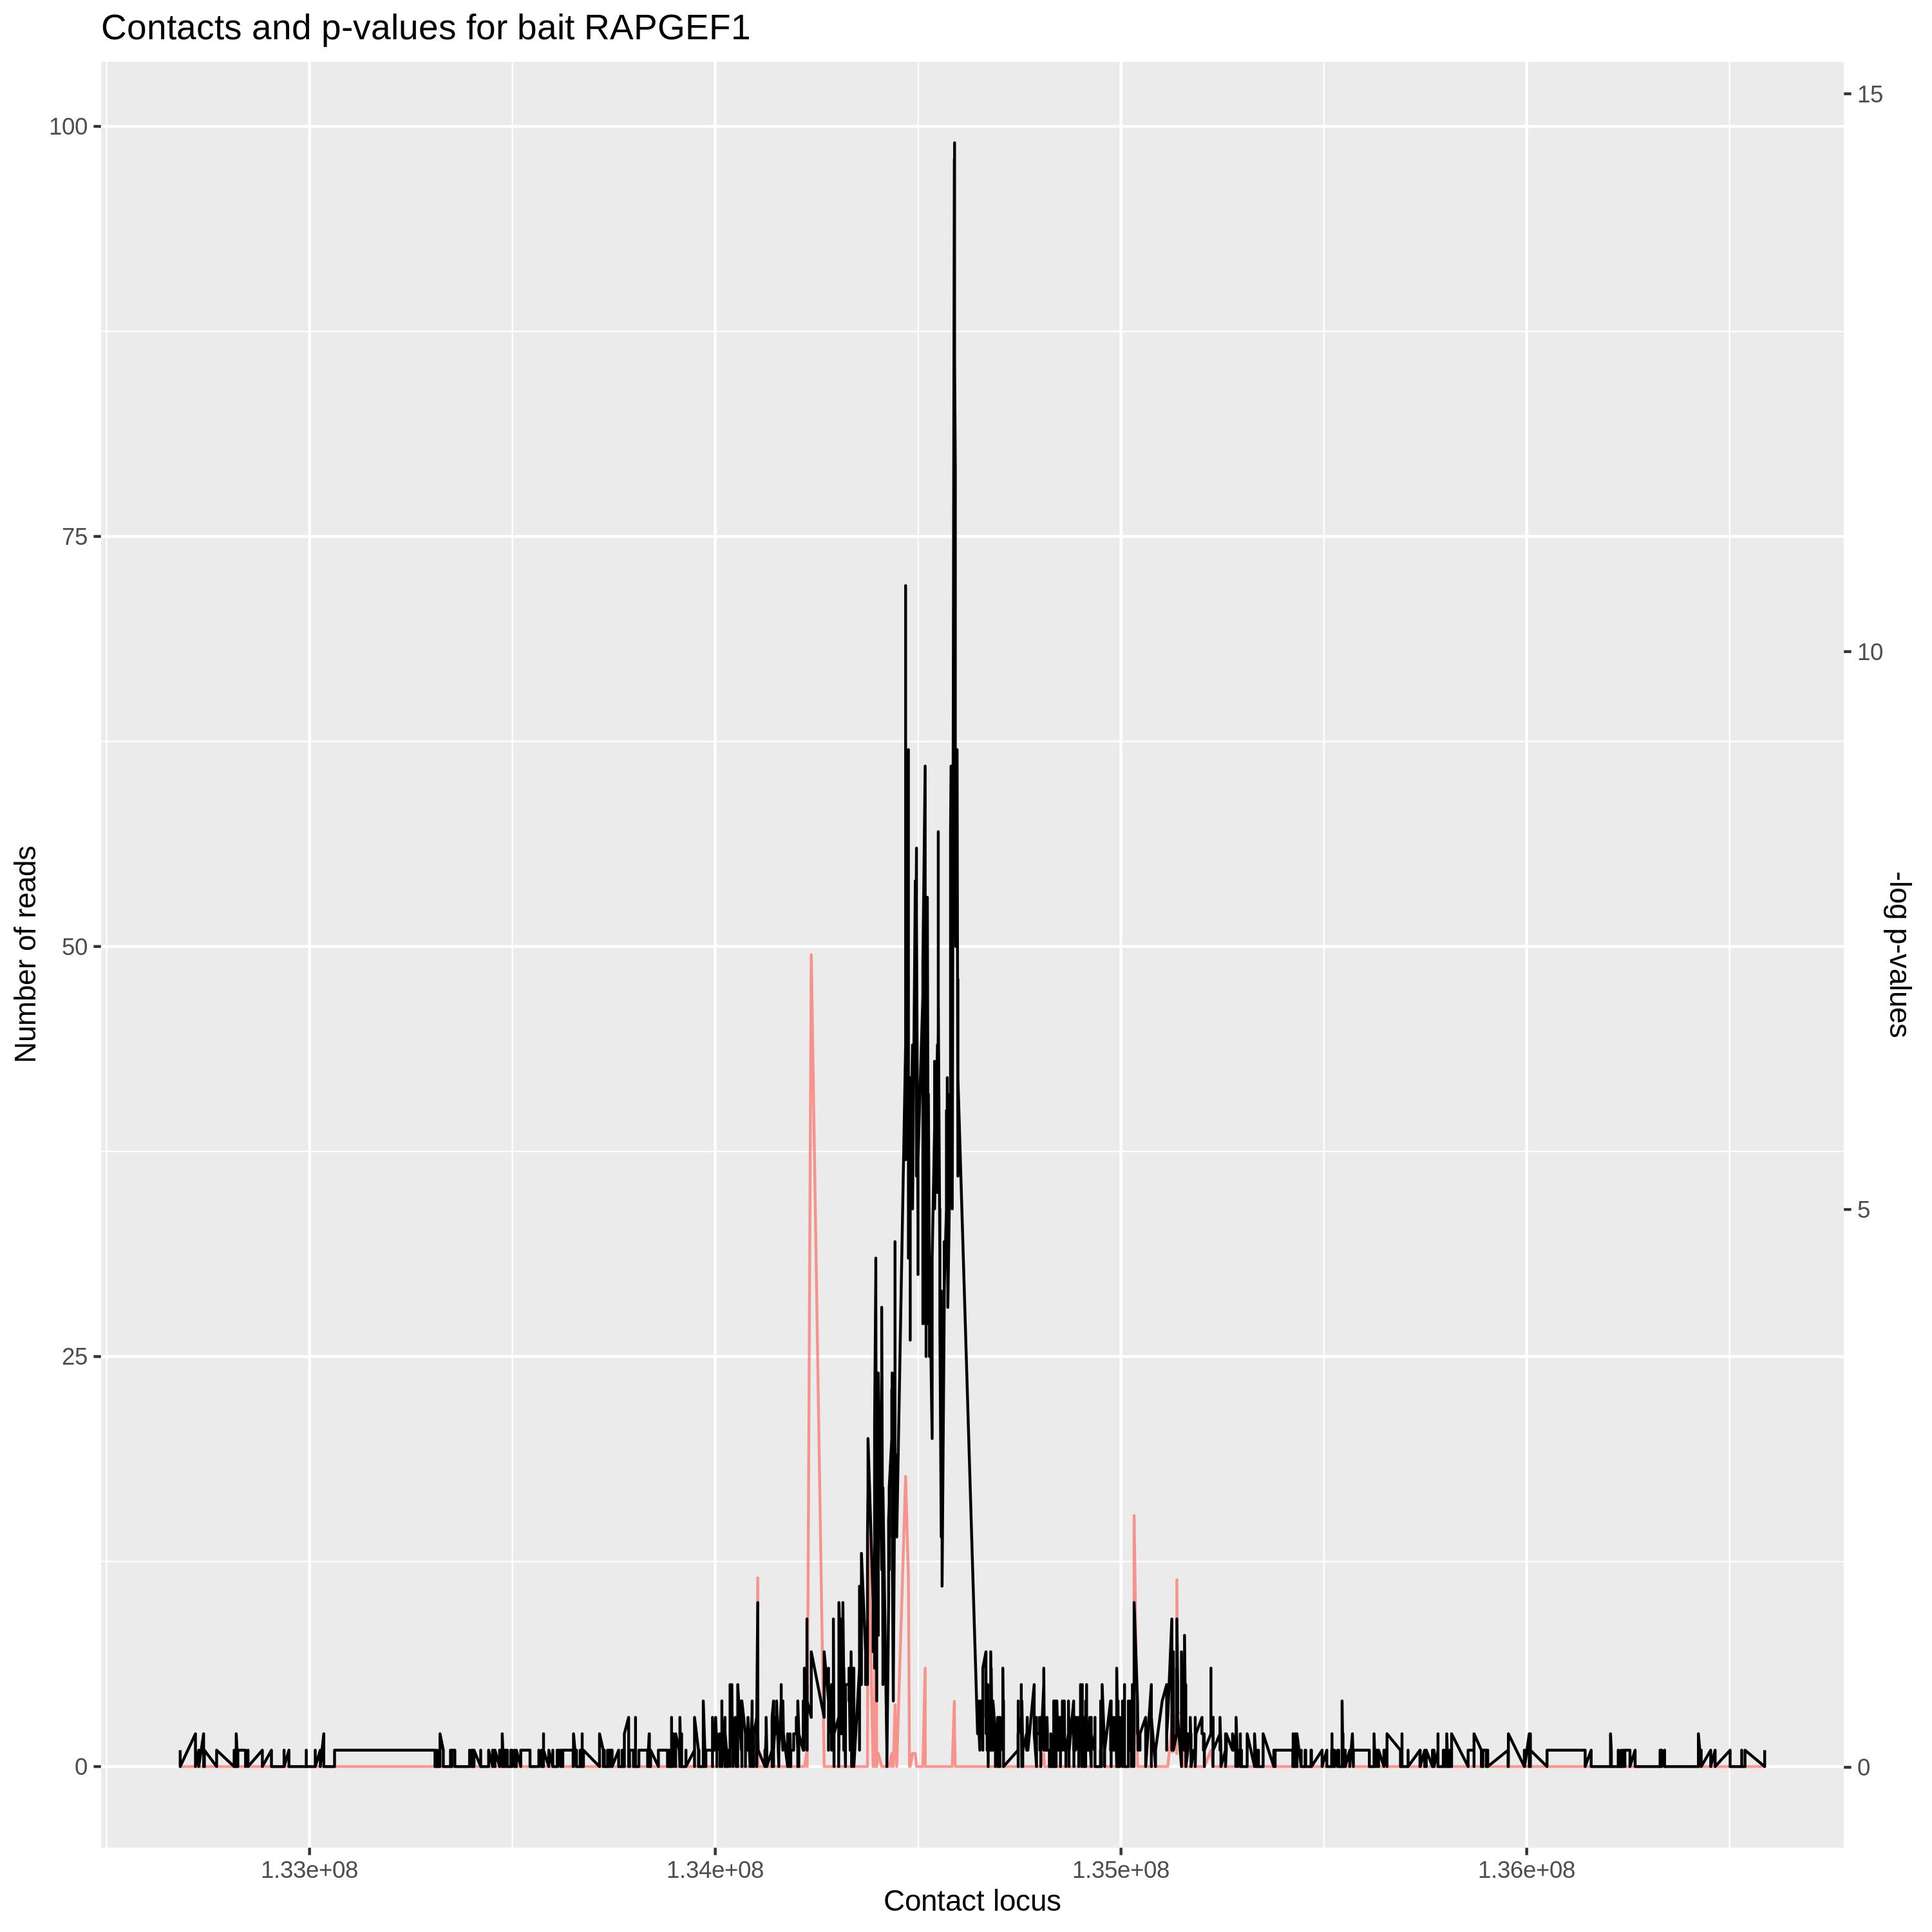 Contacts and p-values for bait RAPGEF1
100
75
50
25
0
Number of reads
15
10
5
0
-log p-values
1.33e+08
1.34e+08
1.35e+08
1.36e+08
Contact locus